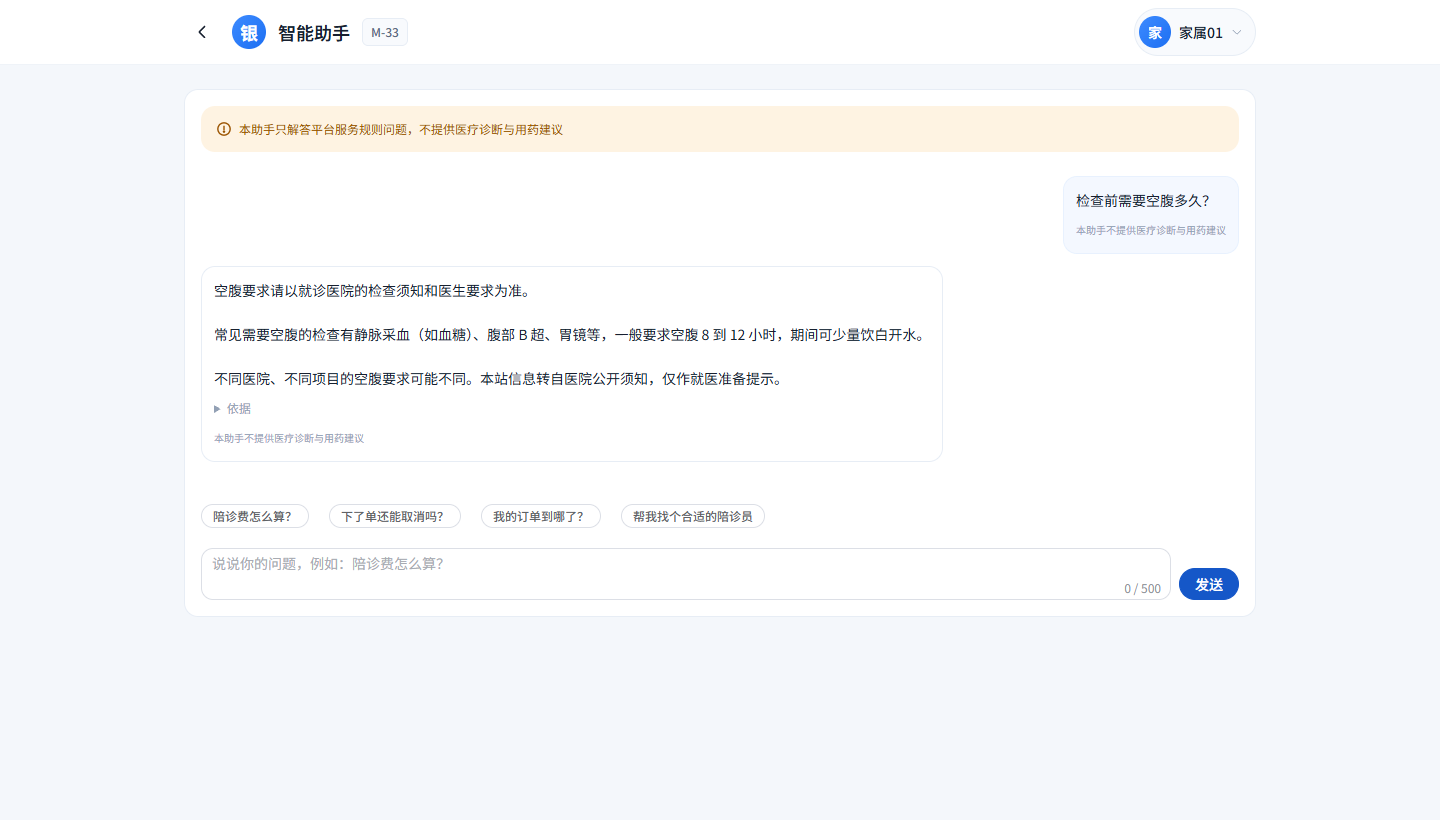 银 智能助手 M-33 家 家属01
本助手只解答平台服务规则问题，不提供医疗诊断与用药建议
检查前需要空腹多久？
本助手不提供医疗诊断与用药建议
空腹要求请以就诊医院的检查须知和医生要求为准。
常见需要空腹的检查有静脉采血（如血糖）、腹部 B 超、胃镜等，一般要求空腹 8 到 12 小时，期间可少量饮白开水。
不同医院、不同项目的空腹要求可能不同。本站信息转自医院公开须知，仅作就医准备提示。
依据
本助手不提供医疗诊断与用药建议
陪诊费怎么算？ 下了单还能取消吗？ 我的订单到哪了？ 帮我找个合适的陪诊员
说说你的问题，例如：陪诊费怎么算？
0 / 500
发送